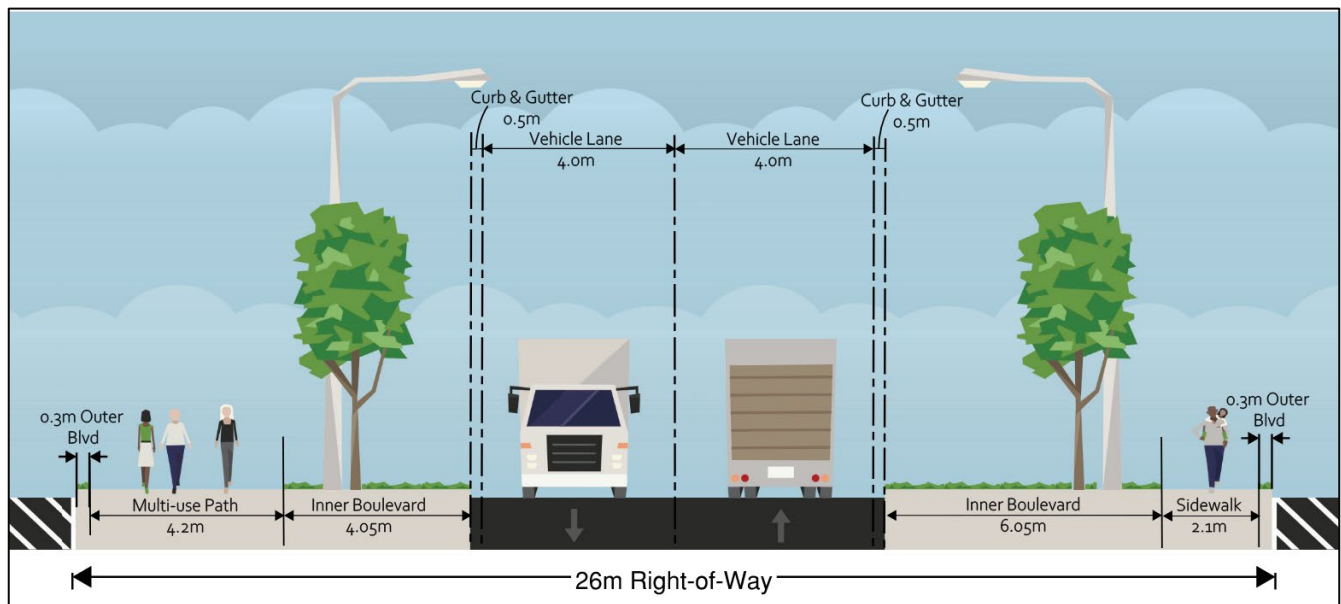 Curb & Gutter
0.5m
Vehicle Lane
4.0m
Vehicle Lane
4.0m
Curb & Gutter
0.5m
0.3m Outer
Blvd
Multi-use Path
4.2m
Inner Boulevard
4.05m
Inner Boulevard
6.05m
Sidewalk
2.1m
0.3m Outer
Blvd
26m Right-of-Way